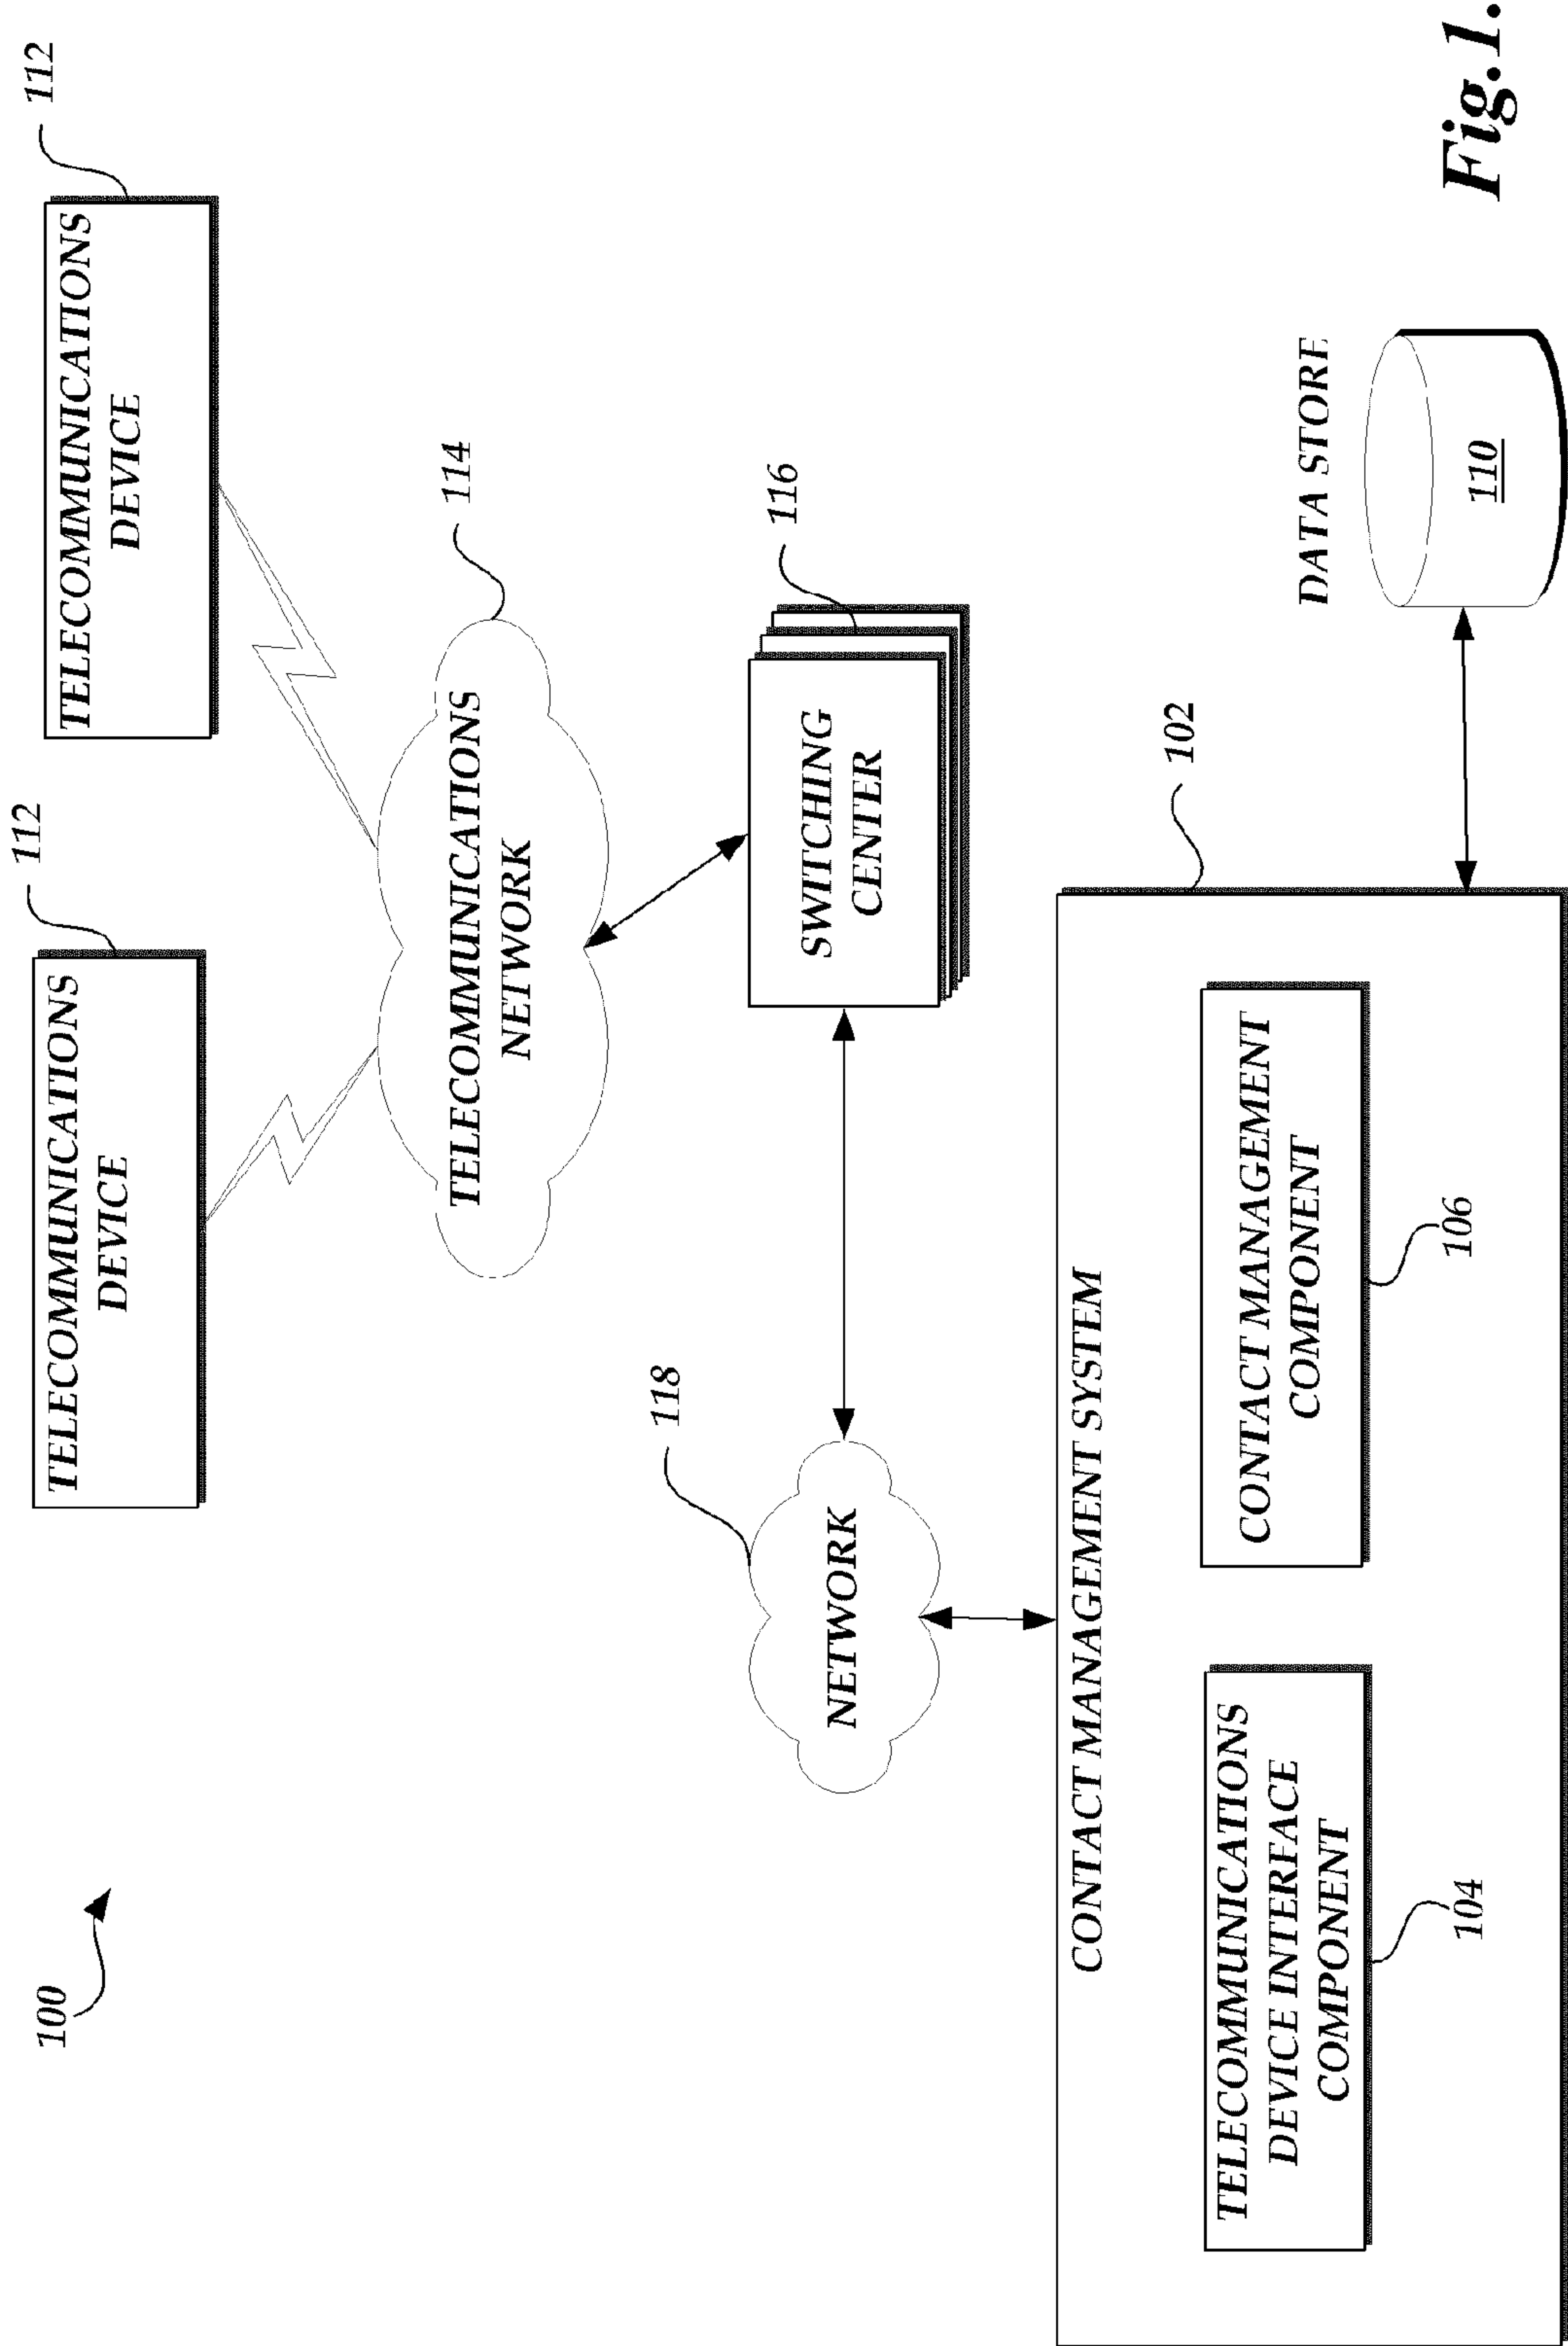 100
112
TELECOMMUNICATIONS
DEVICE
112
TELECOMMUNICATIONS
DEVICE
114
TELECOMMUNICATIONS
NETWORK
116
SWITCHING
CENTER
118
NETWORK
102
CONTACT MANAGEMENT SYSTEM
TELECOMMUNICATIONS
DEVICE INTERFACE
COMPONENT
104
CONTACT MANAGEMENT
COMPONENT
106
DATA STORE
110
Fig.1.